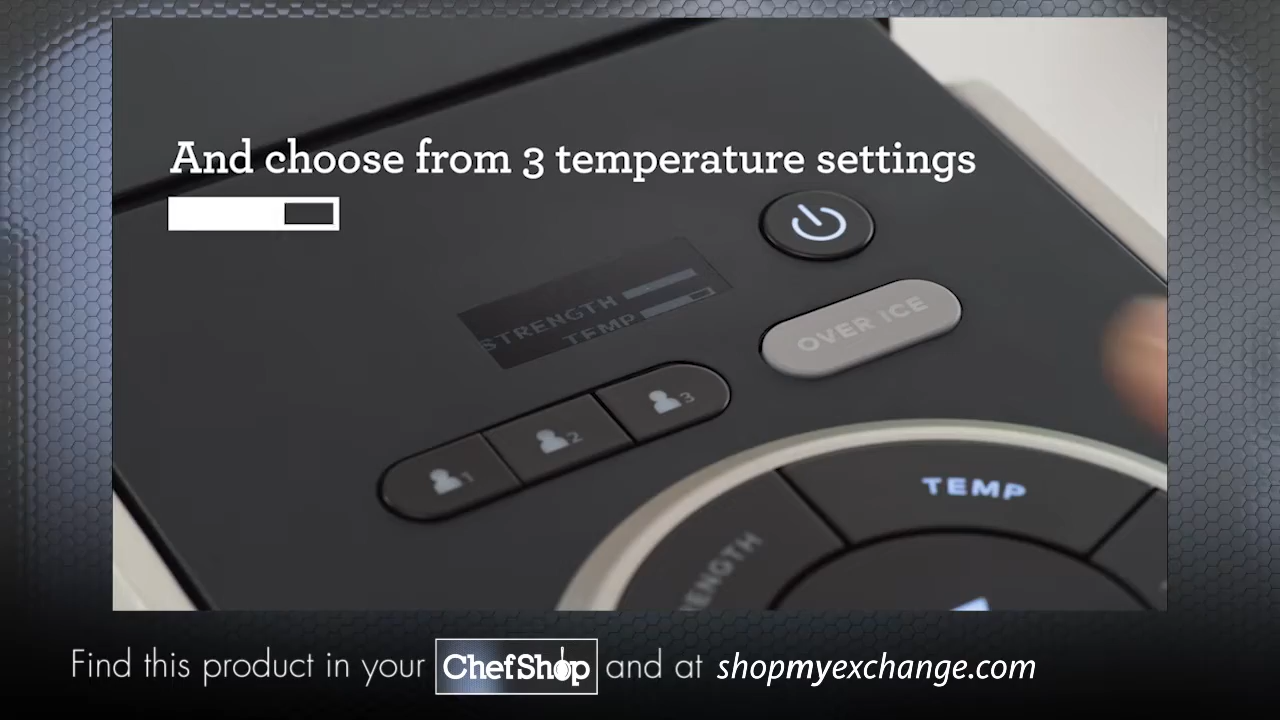 And choose from 3 temperature settings
STRENGTH
TEMP
OVER ICE
1
2
3
TEMP
Find this product in your ChefShop and at shopmyexchange.com